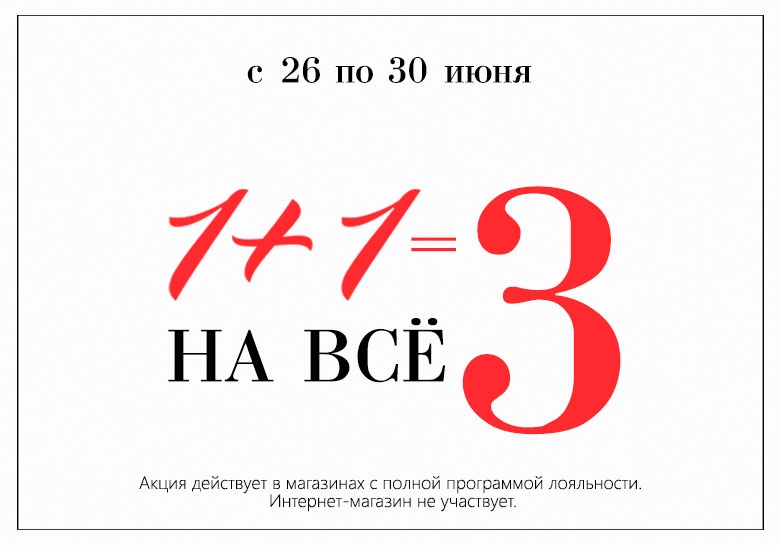 с 26 по 30 июня
1+1=3
НА ВСЁ
Акция действует в магазинах с полной программой лояльности.
Интернет-магазин не участвует.